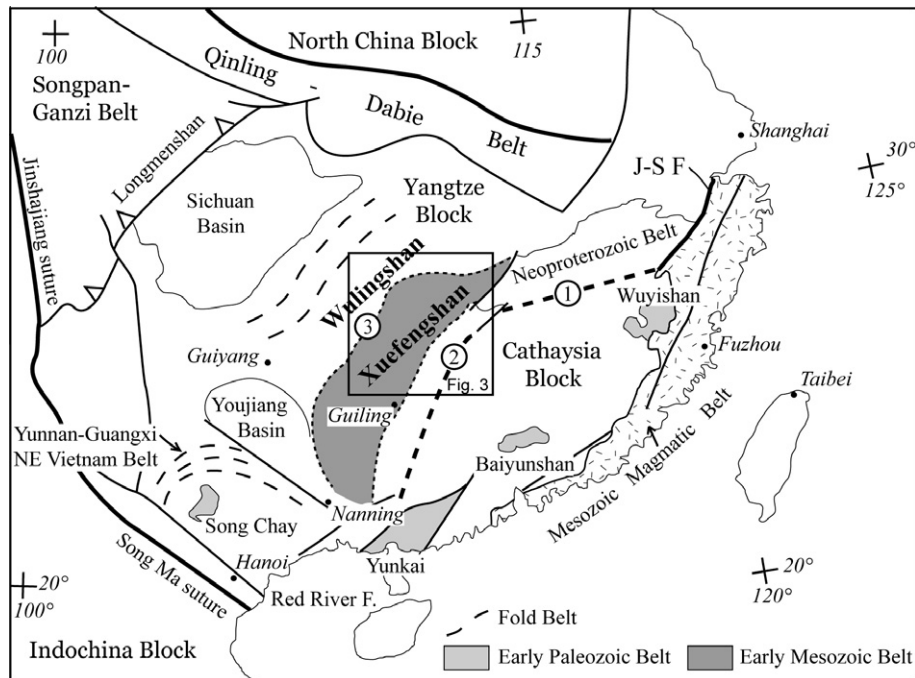 North China Block
115
100
Qinling
Dabie
Belt
Songpan-
Ganzi Belt
Shanghai
30°
125°
J-S F
Longmenshan
Jinshajiang suture
Sichuan
Basin
Yangtze
Block
Neoproterozoic Belt
Wulingshan
Xuefengshan
1
2
3
Wuyishan
Fuzhou
Cathaysia
Block
Fig. 3
Guiyang
Taibei
Youjiang
Basin
Guiling
Yunnan-Guangxi
NE Vietnam Belt
Baiyunshan
Mesozoic Magmatic Belt
Nanning
Song Chay
Hanoi
Yunkai
Song Ma suture
Red River F.
20°
100°
20°
120°
Indochina Block
Fold Belt
Early Paleozoic Belt
Early Mesozoic Belt